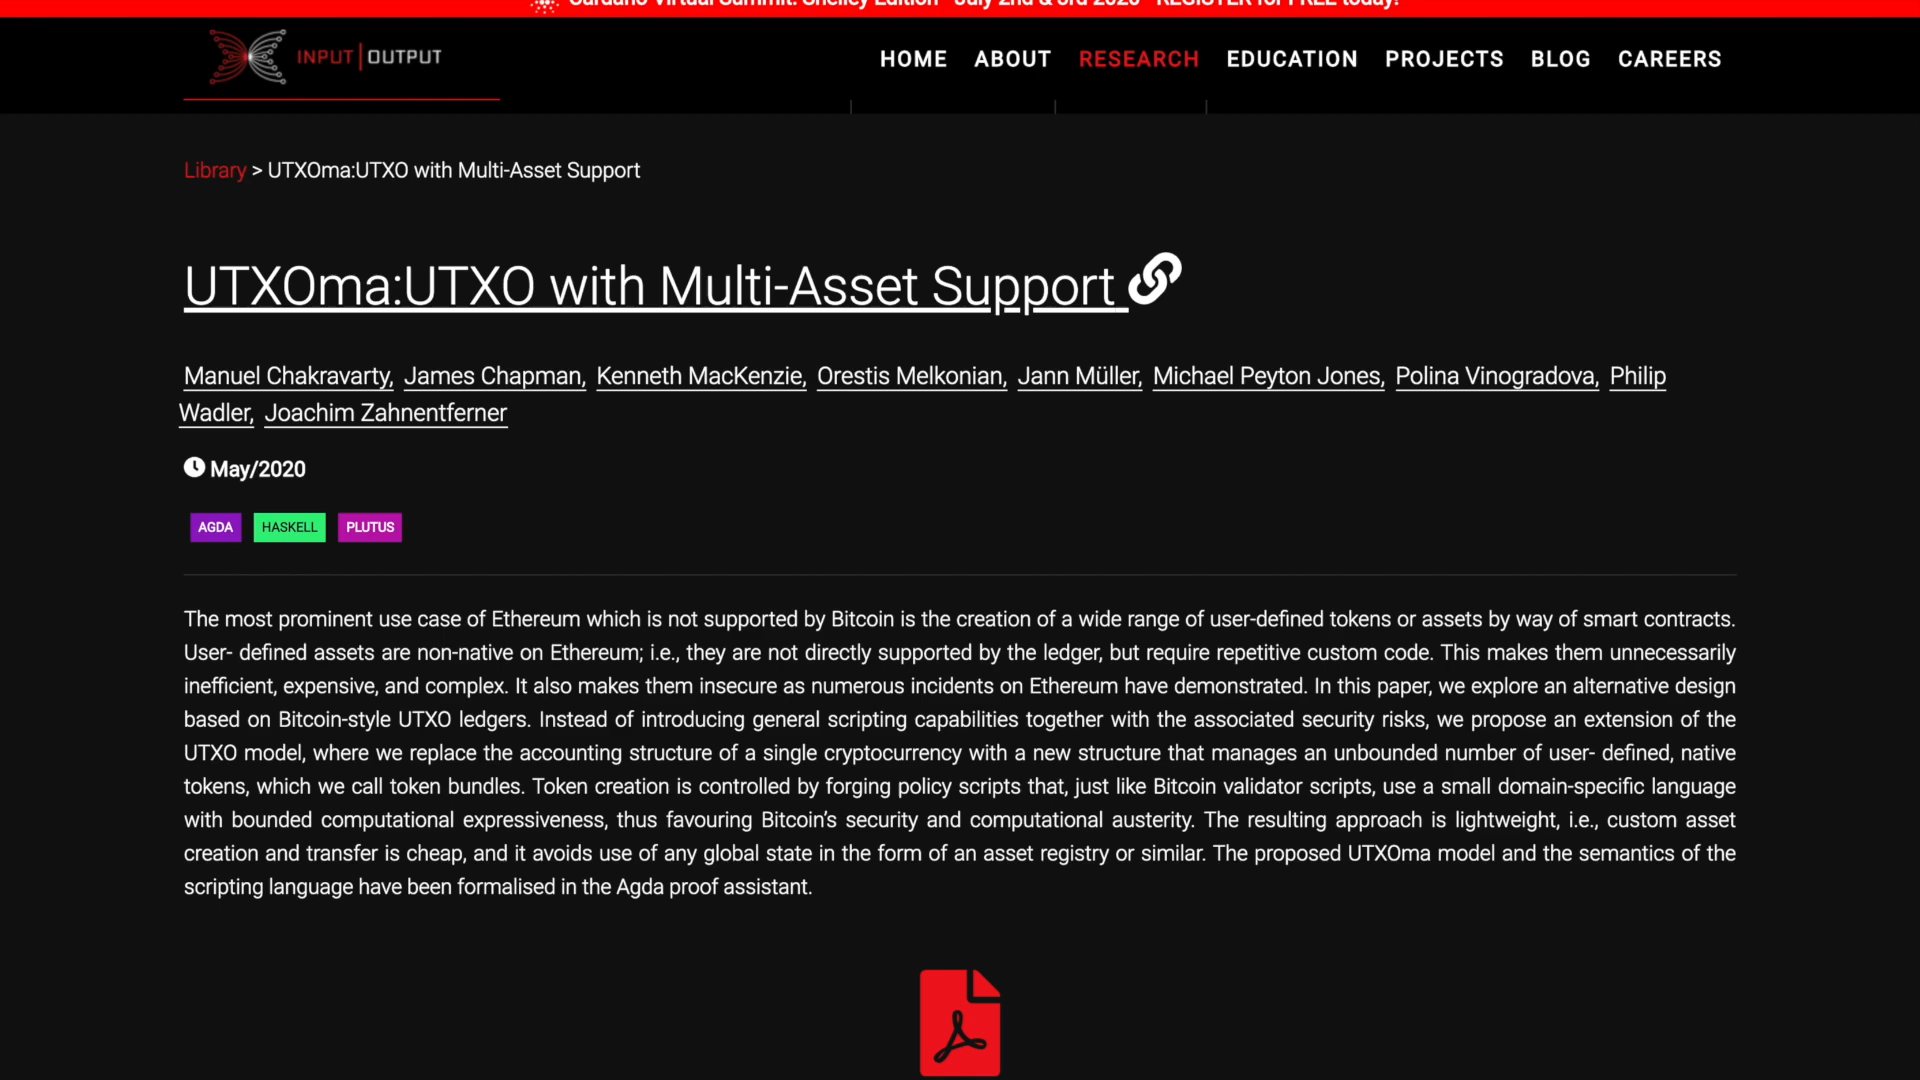 Cardano Virtual Summit: Shelley Edition - July 2nd & 3rd 2020 - REGISTER for FREE today!
INPUT|OUTPUT
HOME ABOUT RESEARCH EDUCATION PROJECTS BLOG CAREERS
Library > UTXOma:UTXO with Multi-Asset Support
UTXOma:UTXO with Multi-Asset Support
Manuel Chakravarty, James Chapman, Kenneth MacKenzie, Orestis Melkonian, Jann Müller, Michael Peyton Jones, Polina Vinogradova, Philip
Wadler, Joachim Zahnentferner
May/2020
AGDA HASKELL PLUTUS
The most prominent use case of Ethereum which is not supported by Bitcoin is the creation of a wide range of user-defined tokens or assets by way of smart contracts.
User- defined assets are non-native on Ethereum; i.e., they are not directly supported by the ledger, but require repetitive custom code. This makes them unnecessarily
inefficient, expensive, and complex. It also makes them insecure as numerous incidents on Ethereum have demonstrated. In this paper, we explore an alternative design
based on Bitcoin-style UTXO ledgers. Instead of introducing general scripting capabilities together with the associated security risks, we propose an extension of the
UTXO model, where we replace the accounting structure of a single cryptocurrency with a new structure that manages an unbounded number of user- defined, native
tokens, which we call token bundles. Token creation is controlled by forging policy scripts that, just like Bitcoin validator scripts, use a small domain-specific language
with bounded computational expressiveness, thus favouring Bitcoin's security and computational austerity. The resulting approach is lightweight, i.e., custom asset
creation and transfer is cheap, and it avoids use of any global state in the form of an asset registry or similar. The proposed UTXOma model and the semantics of the
scripting language have been formalised in the Agda proof assistant.